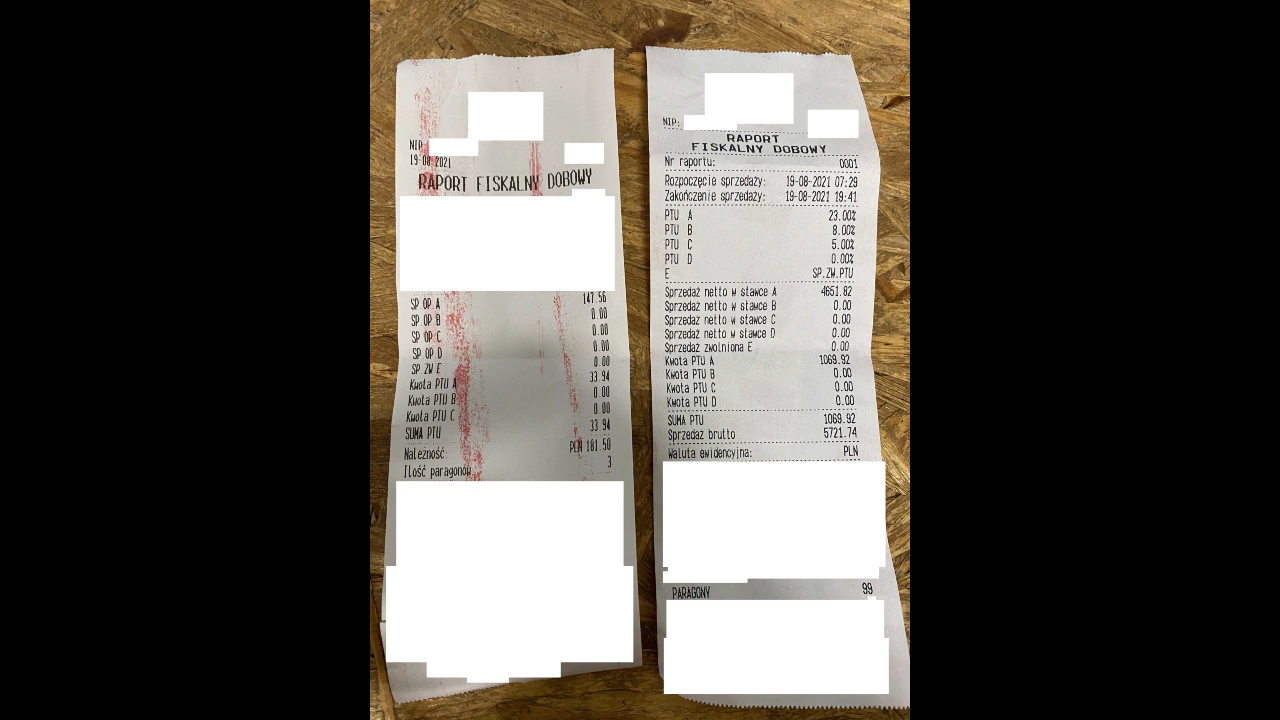 NIP
19-08-2021
RAPORT FISKALNY DOBOWY
SP OP A 147.56
SP OP B 0.00
SP OP C 0.00
SP OP D 0.00
SP ZW E 0.00
Kwota PTU A 33.94
Kwota PTU B 0.00
Kwota PTU C 0.00
SUMA PTU 33.94
Należność PLN 181.50
Ilość paragonów 3
NIP:
RAPORT
FISKALNY DOBOWY
Nr raportu: 0001
Rozpoczęcie sprzedaży: 19-08-2021 07:29
Zakończenie sprzedaży: 19-08-2021 19:41
PTU A 23.00%
PTU B 8.00%
PTU C 5.00%
PTU D 0.00%
E SP.ZW.PTU
Sprzedaż netto w stawce A 4651.82
Sprzedaż netto w stawce B 0.00
Sprzedaż netto w stawce C 0.00
Sprzedaż netto w stawce D 0.00
Sprzedaż zwolniona E 0.00
Kwota PTU A 1069.92
Kwota PTU B 0.00
Kwota PTU C 0.00
Kwota PTU D 0.00
SUMA PTU 1069.92
Sprzedaż brutto 5721.74
Waluta ewidencyjna: PLN
PARAGONY 99